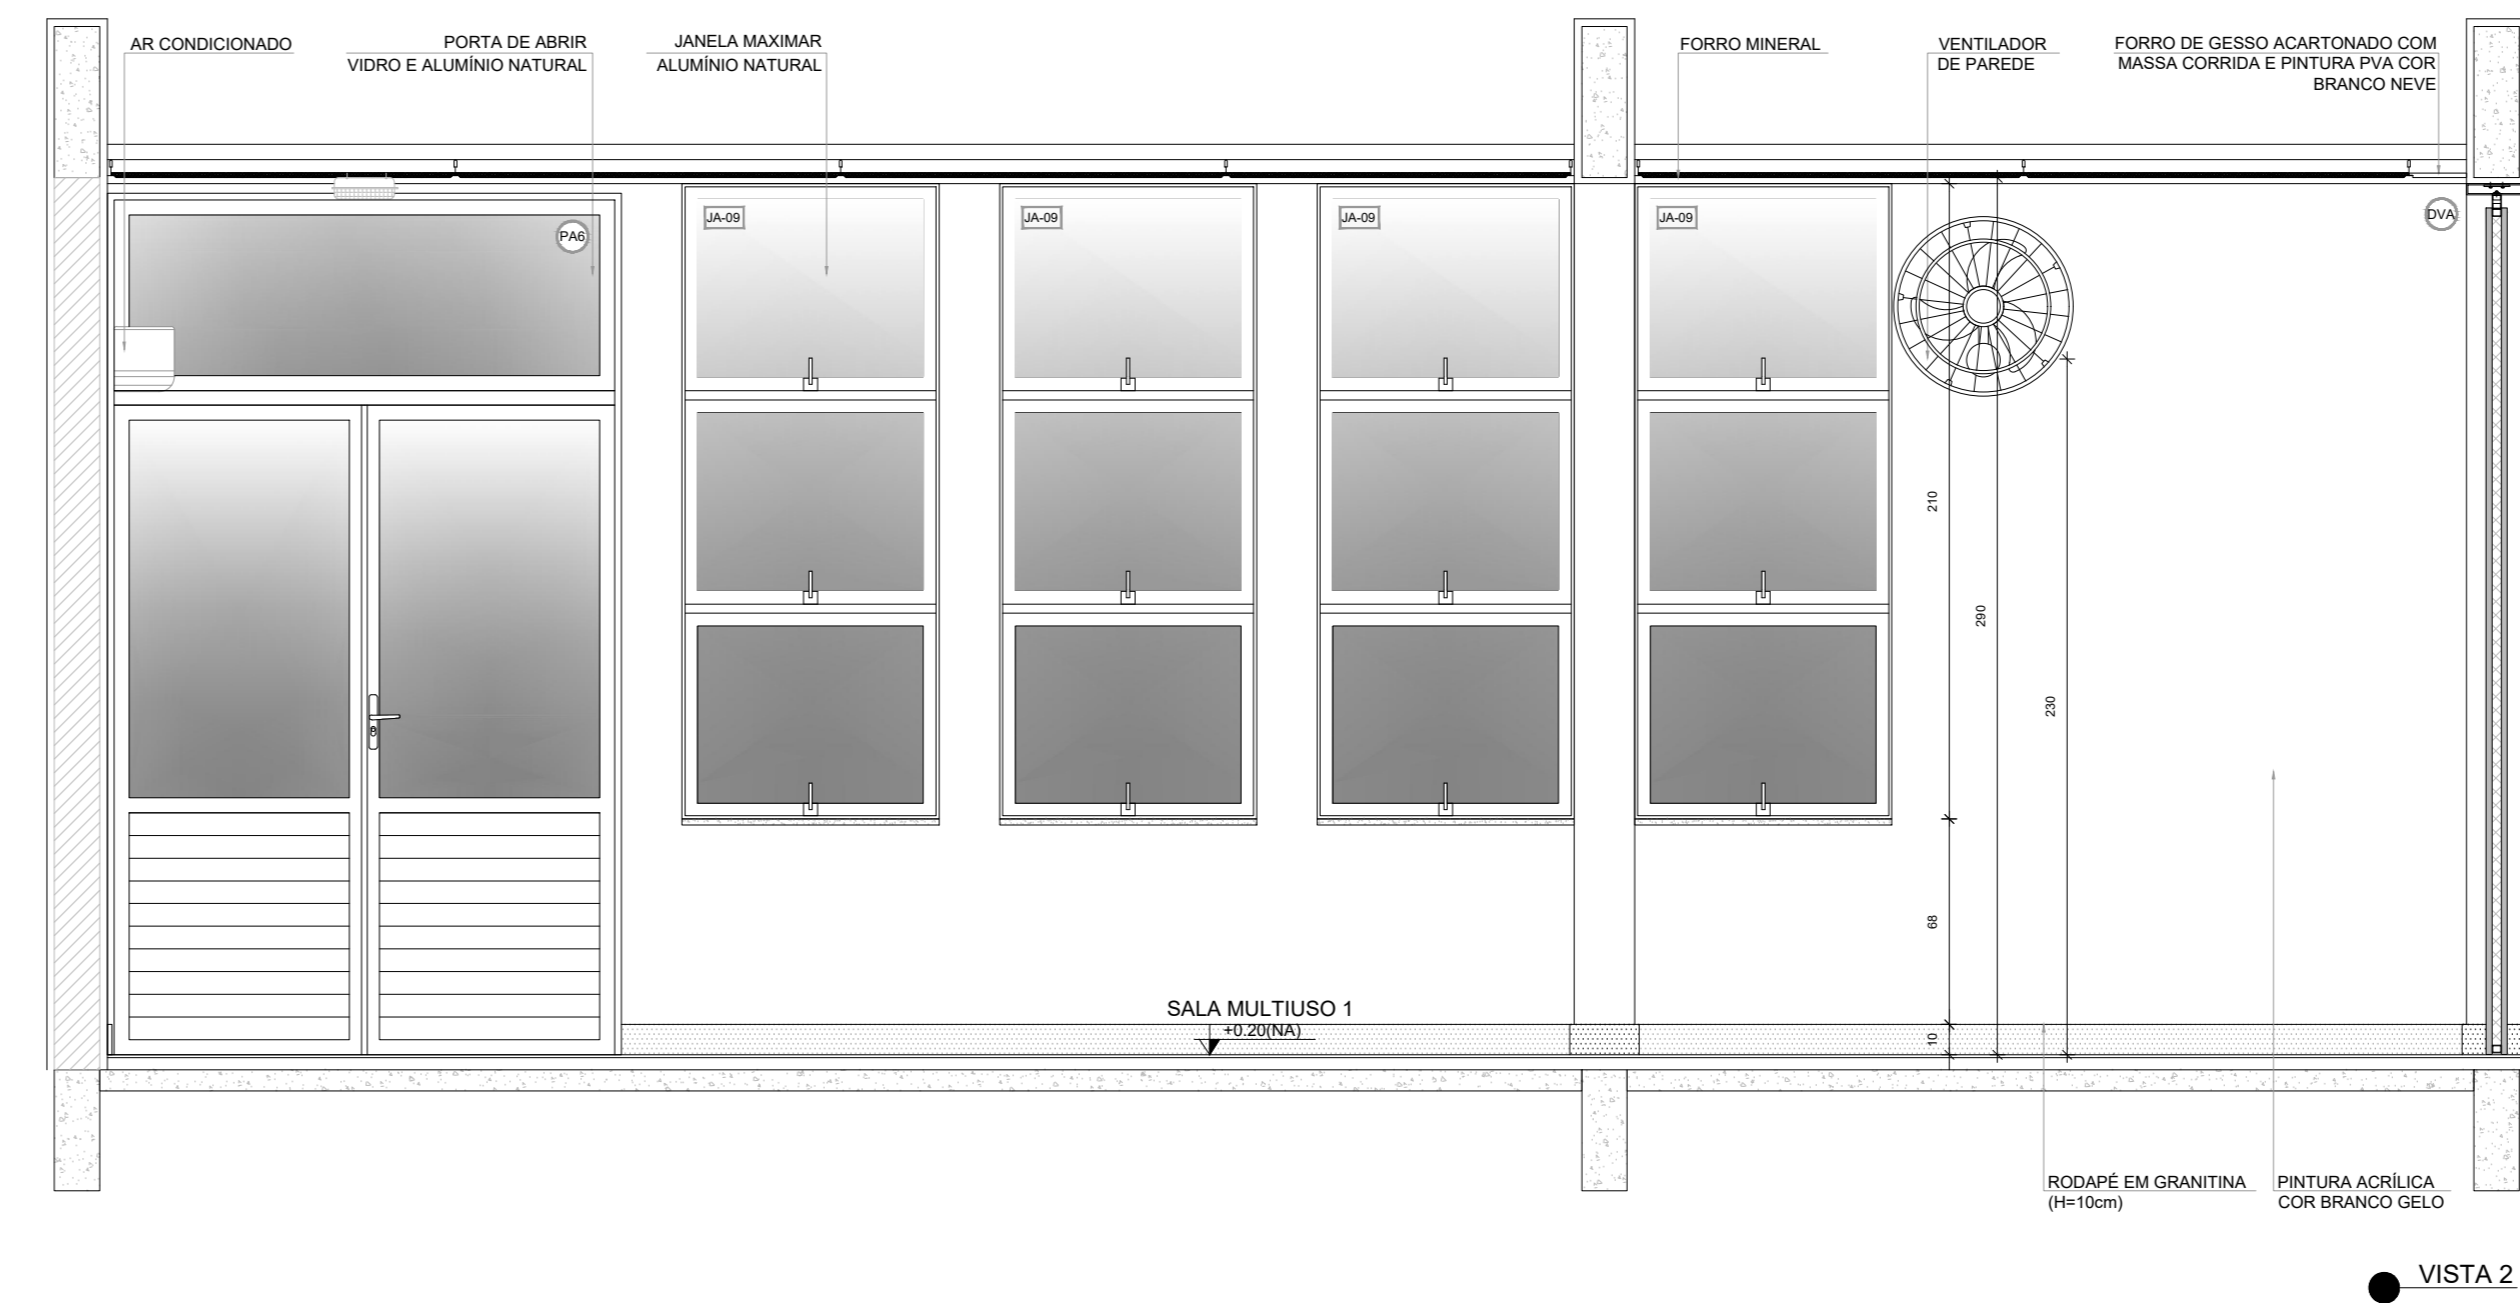 AR CONDICIONADO
PORTA DE ABRIR
VIDRO E ALUMÍNIO NATURAL
JANELA MAXIMAR
ALUMÍNIO NATURAL
FORRO MINERAL
VENTILADOR
DE PAREDE
FORRO DE GESSO ACARTONADO COM
MASSA CORRIDA E PINTURA PVA COR
BRANCO NEVE
PA6
JA-09
JA-09
JA-09
JA-09
DVA
210
290
230
68
10
SALA MULTIUSO 1
+0.20(NA)
RODAPÉ EM GRANITINA
(H=10cm)
PINTURA ACRÍLICA
COR BRANCO GELO
VISTA 2